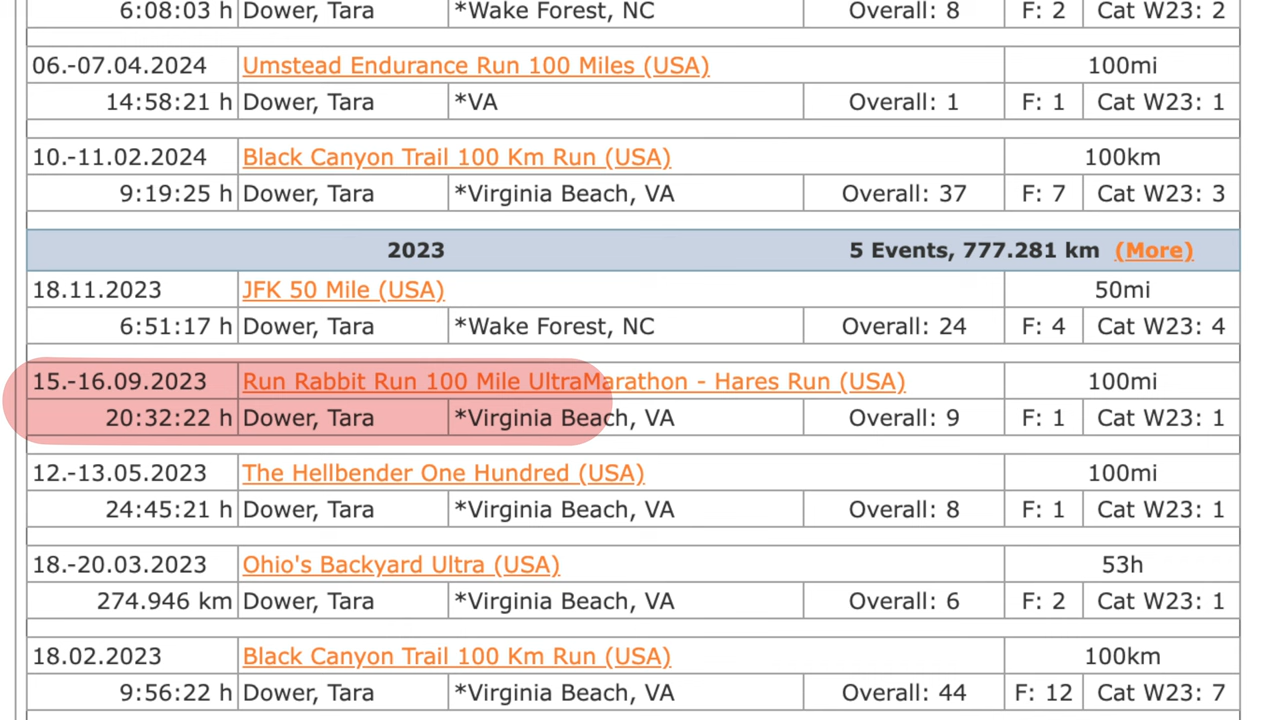 6:08:03 h Dower, Tara *Wake Forest, NC Overall: 8 F: 2 Cat W23: 2
06.-07.04.2024 Umstead Endurance Run 100 Miles (USA) 100mi
14:58:21 h Dower, Tara *VA Overall: 1 F: 1 Cat W23: 1
10.-11.02.2024 Black Canyon Trail 100 Km Run (USA) 100km
9:19:25 h Dower, Tara *Virginia Beach, VA Overall: 37 F: 7 Cat W23: 3
2023 5 Events, 777.281 km (More)
18.11.2023 JFK 50 Mile (USA) 50mi
6:51:17 h Dower, Tara *Wake Forest, NC Overall: 24 F: 4 Cat W23: 4
15.-16.09.2023 Run Rabbit Run 100 Mile UltraMarathon - Hares Run (USA) 100mi
20:32:22 h Dower, Tara *Virginia Beach, VA Overall: 9 F: 1 Cat W23: 1
12.-13.05.2023 The Hellbender One Hundred (USA) 100mi
24:45:21 h Dower, Tara *Virginia Beach, VA Overall: 8 F: 1 Cat W23: 1
18.-20.03.2023 Ohio's Backyard Ultra (USA) 53h
274.946 km Dower, Tara *Virginia Beach, VA Overall: 6 F: 2 Cat W23: 1
18.02.2023 Black Canyon Trail 100 Km Run (USA) 100km
9:56:22 h Dower, Tara *Virginia Beach, VA Overall: 44 F: 12 Cat W23: 7